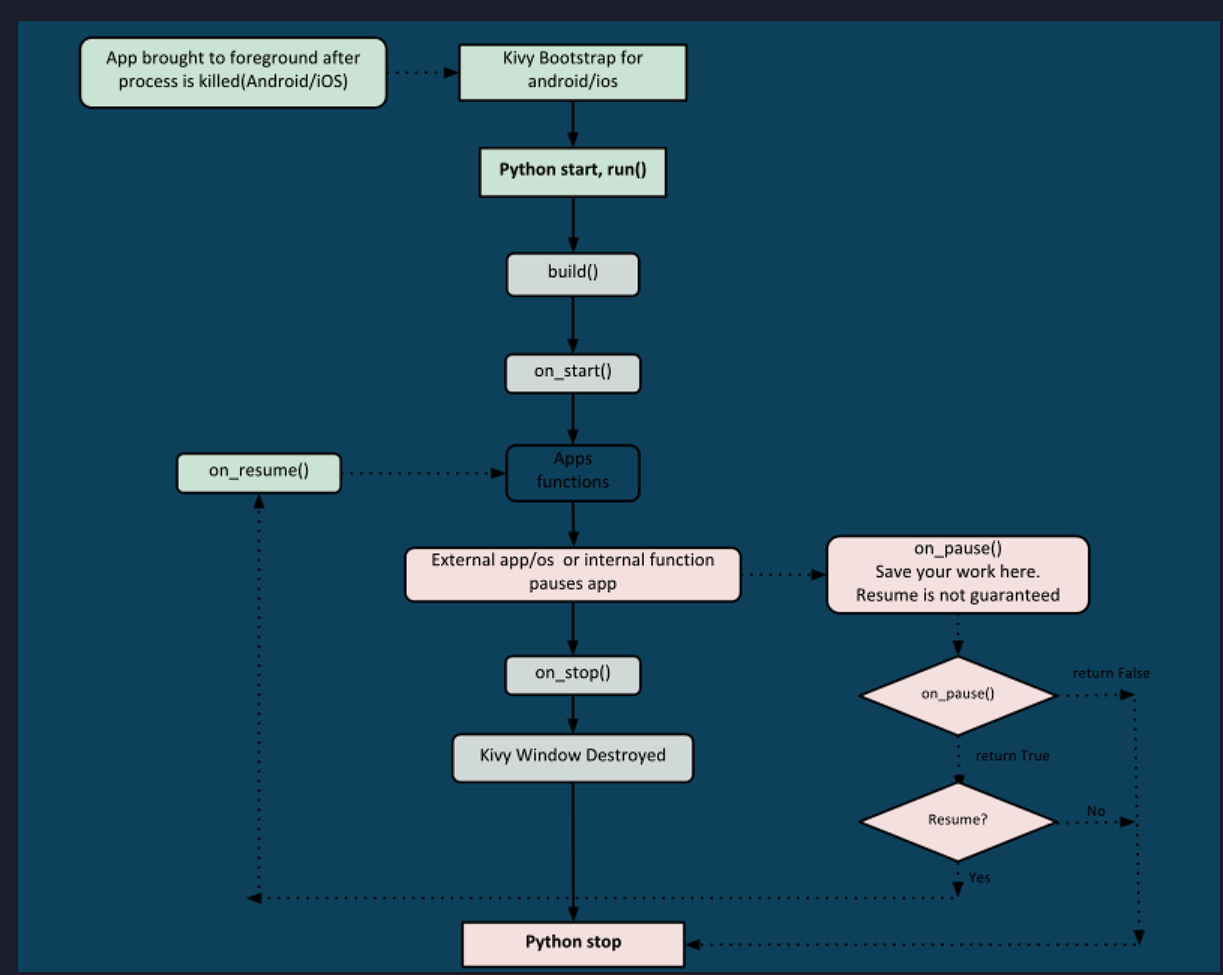 App brought to foreground after
process is killed(Android/iOS)
Kivy Bootstrap for
android/ios
Python start, run()
build()
on_start()
on_resume()
Apps
functions
External app/os  or internal function
pauses app
on_pause()
Save your work here.
Resume is not guaranteed
on_stop()
on_pause()
return False
Kivy Window Destroyed
return True
Resume?
No
Yes
Python stop